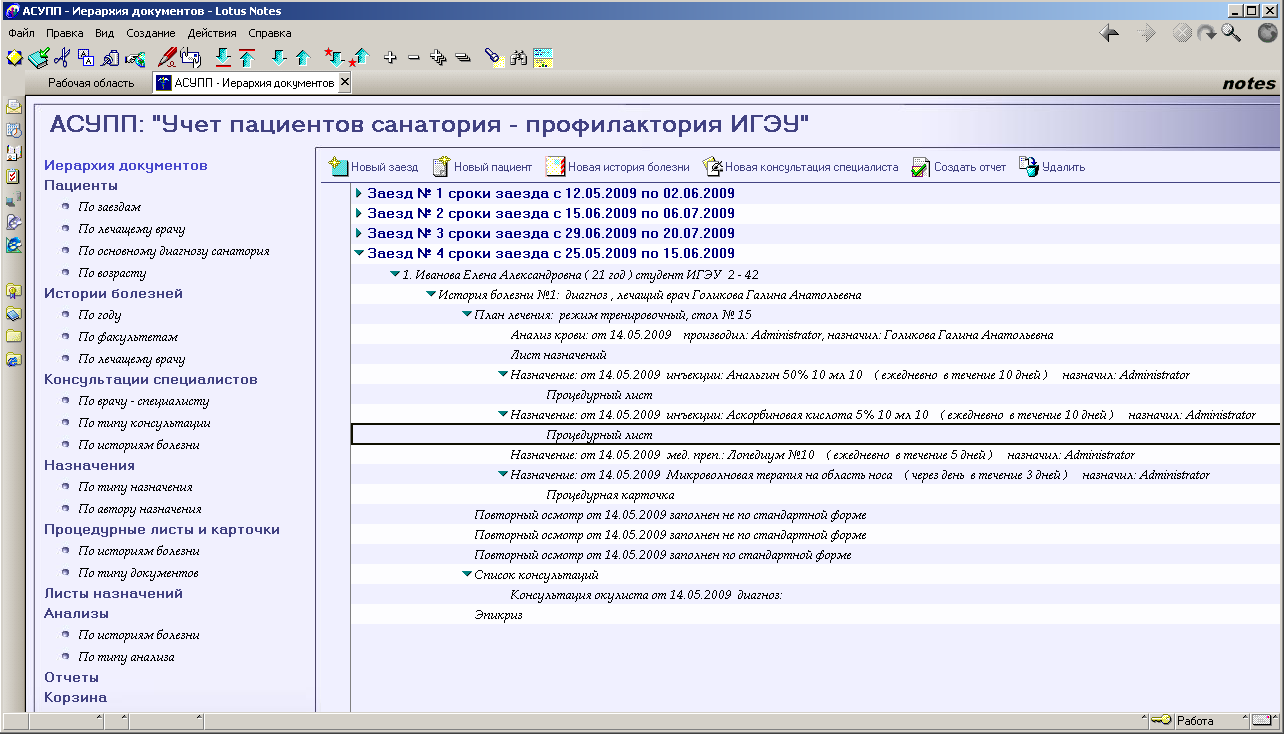 АСУПП - Иерархия документов - Lotus Notes
Файл Правка Вид Создание Действия Справка
Рабочая область АСУПП - Иерархия документов
notes
АСУПП: "Учет пациентов санатория - профилактория ИГЭУ"
Новый заезд Новый пациент Новая история болезни Новая консультация специалиста Создать отчет Удалить
Иерархия документов
Пациенты
По заездам
По лечащему врачу
По основному диагнозу санатория
По возрасту
Истории болезней
По году
По факультетам
По лечащему врачу
Консультации специалистов
По врачу - специалисту
По типу консультации
По историям болезни
Назначения
По типу назначения
По автору назначения
Процедурные листы и карточки
По историям болезни
По типу документов
Листы назначений
Анализы
По историям болезни
По типу анализа
Отчеты
Корзина
Заезд № 1 сроки заезда с 12.05.2009 по 02.06.2009
Заезд № 2 сроки заезда с 15.06.2009 по 06.07.2009
Заезд № 3 сроки заезда с 29.06.2009 по 20.07.2009
Заезд № 4 сроки заезда с 25.05.2009 по 15.06.2009
1. Иванова Елена Александровна ( 21 год ) студент ИГЭУ 2 - 42
История болезни №1: диагноз , лечащий врач Голикова Галина Анатольевна
План лечения: режим тренировочный, стол № 15
Анализ крови: от 14.05.2009 производил: Administrator, назначил: Голикова Галина Анатольевна
Лист назначений
Назначение: от 14.05.2009 инъекции: Анальгин 50% 10 мл 10 ( ежедневно в течение 10 дней ) назначил: Administrator
Процедурный лист
Назначение: от 14.05.2009 инъекции: Аскорбиновая кислота 5% 10 мл 10 ( ежедневно в течение 10 дней ) назначил: Administrator
Процедурный лист
Назначение: от 14.05.2009 мед. преп.: Лопедиум №10 ( ежедневно в течение 5 дней ) назначил: Administrator
Назначение: от 14.05.2009 Микроволновая терапия на область носа ( через день в течение 3 дней ) назначил: Administrator
Процедурная карточка
Повторный осмотр от 14.05.2009 заполнен не по стандартной форме
Повторный осмотр от 14.05.2009 заполнен не по стандартной форме
Повторный осмотр от 14.05.2009 заполнен по стандартной форме
Список консультаций
Консультация окулиста от 14.05.2009 диагноз:
Эпикриз
Работа